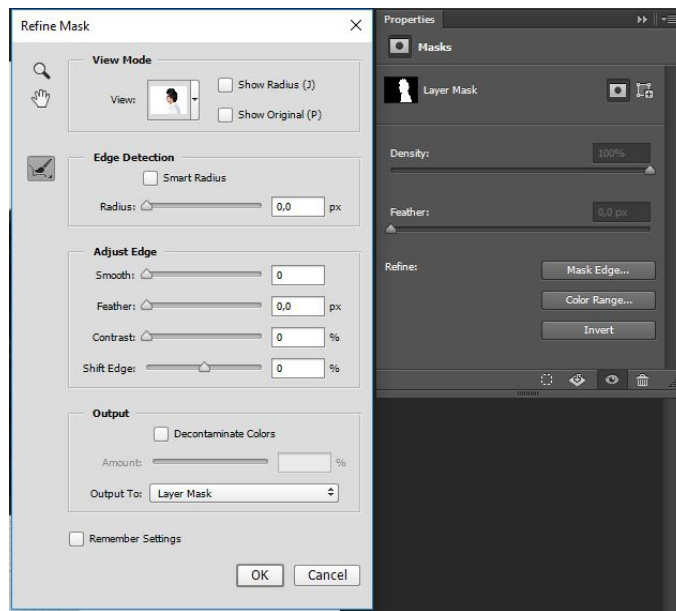 Refine Mask
View Mode
View:
Show Radius (J)
Show Original (P)
Edge Detection
Smart Radius
Radius: 0,0 px
Adjust Edge
Smooth: 0
Feather: 0,0 px
Contrast: 0 %
Shift Edge: 0 %
Output
Decontaminate Colors
Amount: %
Output To: Layer Mask
Remember Settings
OK Cancel
Properties
Masks
Layer Mask
Density: 100%
Feather: 0,0 px
Refine: Mask Edge...
Color Range...
Invert